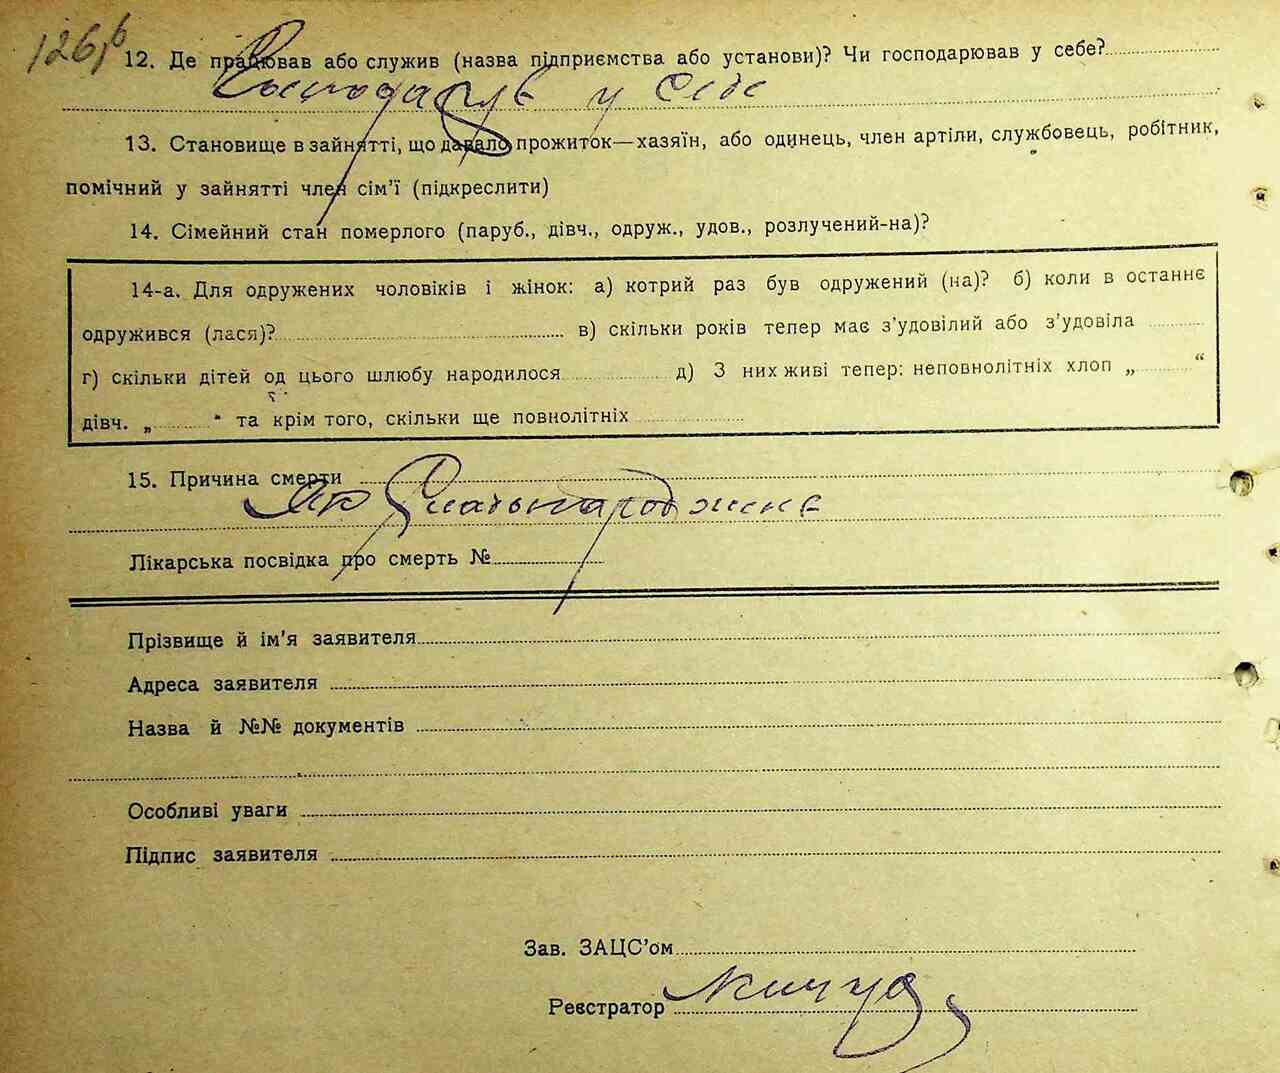 126,б
12. Де працював або служив (назва підприємства або установи)? Чи господарював у себе?
Господарув у себе
13. Становище в зайнятті, що давало прожиток—хазяїн, або одинець, член артіли, службовець, робітник,
помічний у зайнятті член сім’ї (підкреслити)
14. Сімейний стан померлого (паруб., дівч., одруж., удов., розлучений-на)?
14-а. Для одружених чоловіків і жінок: а) котрий раз був одружений (на)? б) коли в останнє
одружився (лася)? в) скільки років тепер має з’удовілий або з’удовіла
г) скільки дітей од цього шлюбу народилося д) З них живі тепер: неповнолітніх хлоп „ “
дівч. „ “ та крім того, скільки ще повнолітніх
15. Причина смерти
Лікарська посвідка про смерть №
Прізвище й ім’я заявителя
Адреса заявителя
Назва й №№ документів
Особливі уваги
Підпис заявителя
Зав. ЗАЦС’ом
Реєстратор